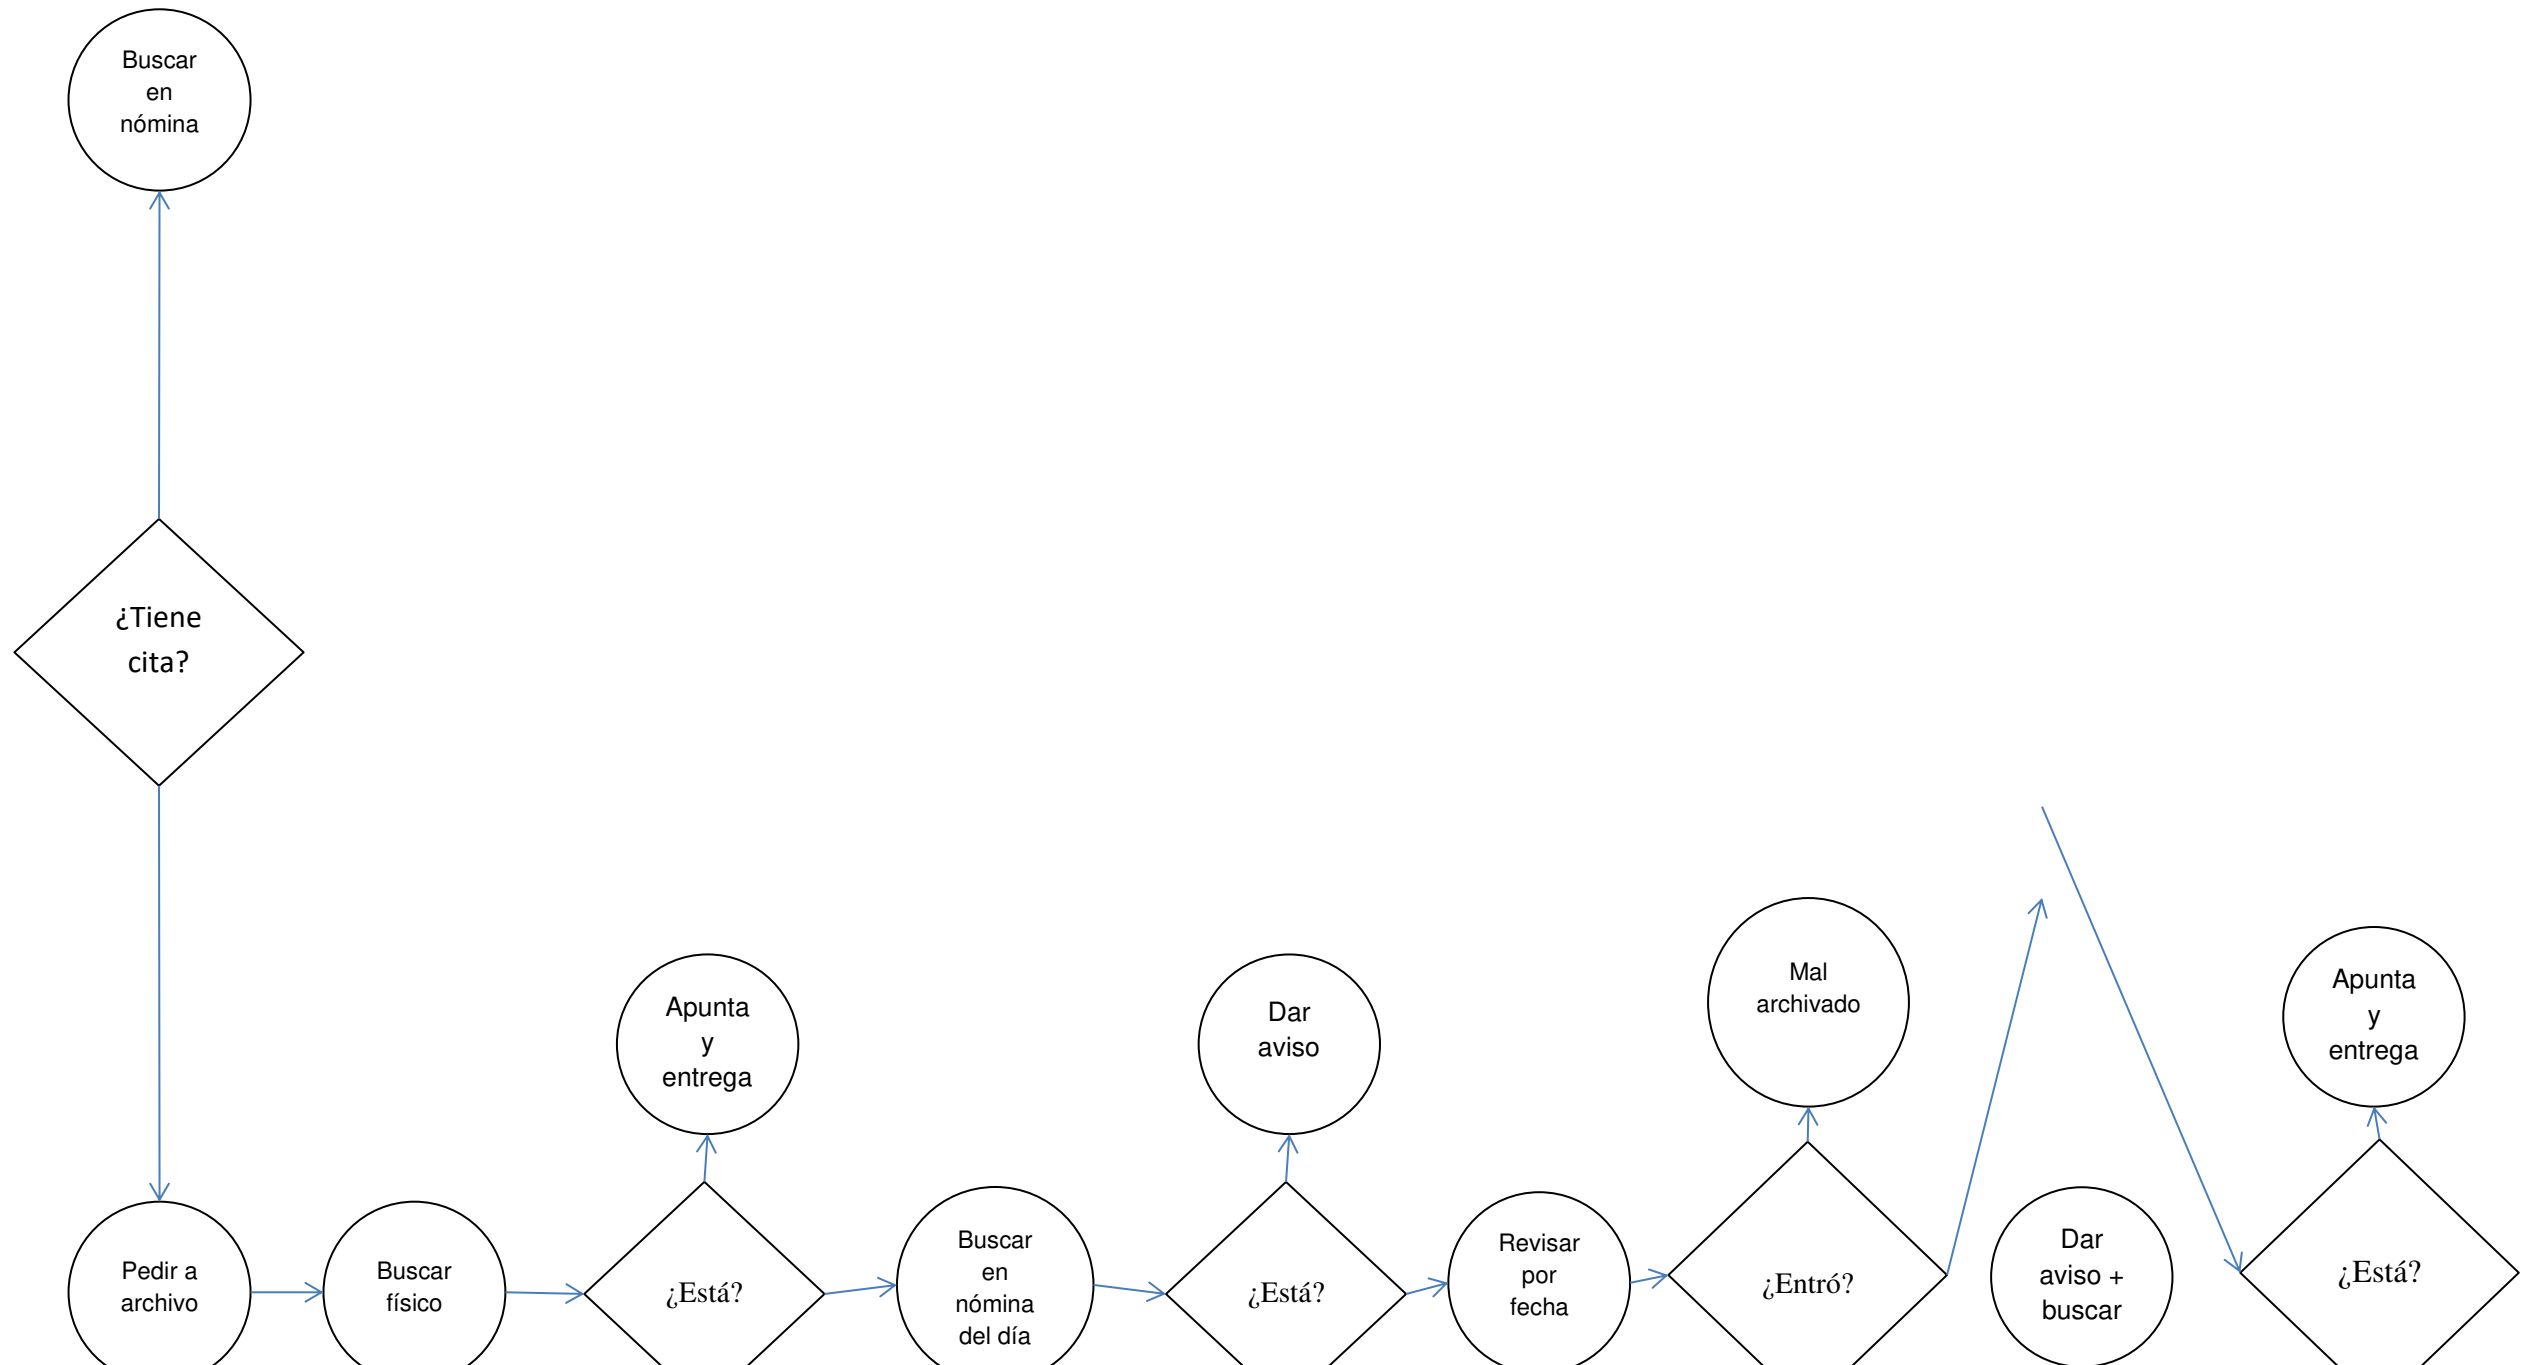 Buscar
en
nómina
¿Tiene
cita?
Apunta
y
entrega
Dar
aviso
Mal
archivado
Apunta
y
entrega
Pedir a
archivo
Buscar
físico
¿Está?
Buscar
en
nómina
del día
¿Está?
Revisar
por
fecha
¿Entró?
Dar
aviso +
buscar
¿Está?